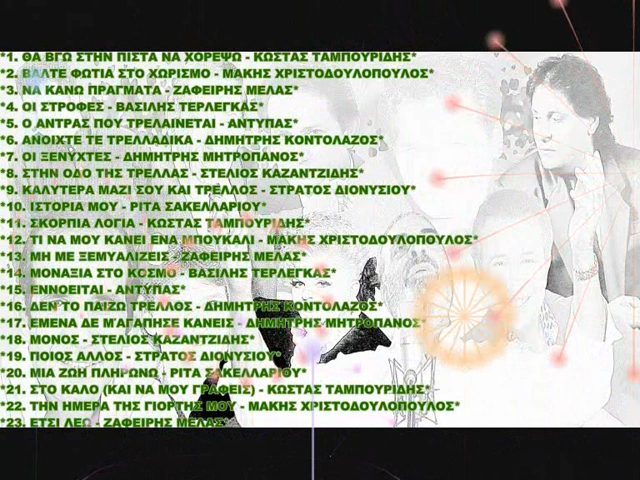 *1. ΘΑ ΒΓΩ ΣΤΗΝ ΠΙΣΤΑ ΝΑ ΧΟΡΕΨΩ - ΚΩΣΤΑΣ ΤΑΜΠΟΥΡΙΔΗΣ*
*2. ΒΑΛΤΕ ΦΩΤΙΑ ΣΤΟ ΧΩΡΙΣΜΟ - ΜΑΚΗΣ ΧΡΙΣΤΟΔΟΥΛΟΠΟΥΛΟΣ*
*3. ΝΑ ΚΑΝΩ ΠΡΑΓΜΑΤΑ - ΖΑΦΕΙΡΗΣ ΜΕΛΑΣ*
*4. ΟΙ ΣΤΡΟΦΕΣ - ΒΑΣΙΛΗΣ ΤΕΡΛΕΓΚΑΣ*
*5. Ο ΑΝΤΡΑΣ ΠΟΥ ΤΡΕΛΑΙΝΕΤΑΙ - ΑΝΤΥΠΑΣ*
*6. ΑΝΟΙΧΤΕ ΤΕ ΤΡΕΛΛΑΔΙΚΑ - ΔΗΜΗΤΡΗΣ ΚΟΝΤΟΛΑΖΟΣ*
*7. ΟΙ ΞΕΝΥΧΤΕΣ - ΔΗΜΗΤΡΗΣ ΜΗΤΡΟΠΑΝΟΣ*
*8. ΣΤΗΝ ΟΔΟ ΤΗΣ ΤΡΕΛΛΑΣ - ΣΤΕΛΙΟΣ ΚΑΖΑΝΤΖΙΔΗΣ*
*9. ΚΑΛΥΤΕΡΑ ΜΑΖΙ ΣΟΥ ΚΑΙ ΤΡΕΛΛΟΣ - ΣΤΡΑΤΟΣ ΔΙΟΝΥΣΙΟΥ*
*10. ΙΣΤΟΡΙΑ ΜΟΥ - ΡΙΤΑ ΣΑΚΕΛΛΑΡΙΟΥ*
*11. ΣΚΟΡΠΙΑ ΛΟΓΙΑ - ΚΩΣΤΑΣ ΤΑΜΠΟΥΡΙΔΗΣ*
*12. ΤΙ ΝΑ ΜΟΥ ΚΑΝΕΙ ΕΝΑ ΜΠΟΥΚΑΛΙ - ΜΑΚΗΣ ΧΡΙΣΤΟΔΟΥΛΟΠΟΥΛΟΣ*
*13. ΜΗ ΜΕ ΞΕΜΥΑΛΙΖΕΙΣ - ΖΑΦΕΙΡΗΣ ΜΕΛΑΣ*
*14. ΜΟΝΑΞΙΑ ΣΤΟ ΚΟΣΜΟ - ΒΑΣΙΛΗΣ ΤΕΡΛΕΓΚΑΣ*
*15. ΕΝΝΟΕΙΤΑΙ - ΑΝΤΥΠΑΣ*
*16. ΔΕΝ ΤΟ ΠΑΙΖΩ ΤΡΕΛΛΟΣ - ΔΗΜΗΤΡΗΣ ΚΟΝΤΟΛΑΖΟΣ*
*17. ΕΜΕΝΑ ΔΕ Μ'ΑΓΑΠΗΣΕ ΚΑΝΕΙΣ - ΔΗΜΗΤΡΗΣ ΜΗΤΡΟΠΑΝΟΣ*
*18. ΜΟΝΟΣ - ΣΤΕΛΙΟΣ ΚΑΖΑΝΤΖΙΔΗΣ*
*19. ΠΟΙΟΣ ΑΛΛΟΣ - ΣΤΡΑΤΟΣ ΔΙΟΝΥΣΙΟΥ*
*20. ΜΙΑ ΖΩΗ ΠΛΗΡΩΝΩ - ΡΙΤΑ ΣΑΚΕΛΛΑΡΙΟΥ*
*21. ΣΤΟ ΚΑΛΟ (ΚΑΙ ΝΑ ΜΟΥ ΓΡΑΦΕΙΣ) - ΚΩΣΤΑΣ ΤΑΜΠΟΥΡΙΔΗΣ*
*22. ΤΗΝ ΗΜΕΡΑ ΤΗΣ ΓΙΟΡΤΗΣ ΜΟΥ - ΜΑΚΗΣ ΧΡΙΣΤΟΔΟΥΛΟΠΟΥΛΟΣ*
*23. ΕΤΣΙ ΛΕΩ - ΖΑΦΕΙΡΗΣ ΜΕΛΑΣ*